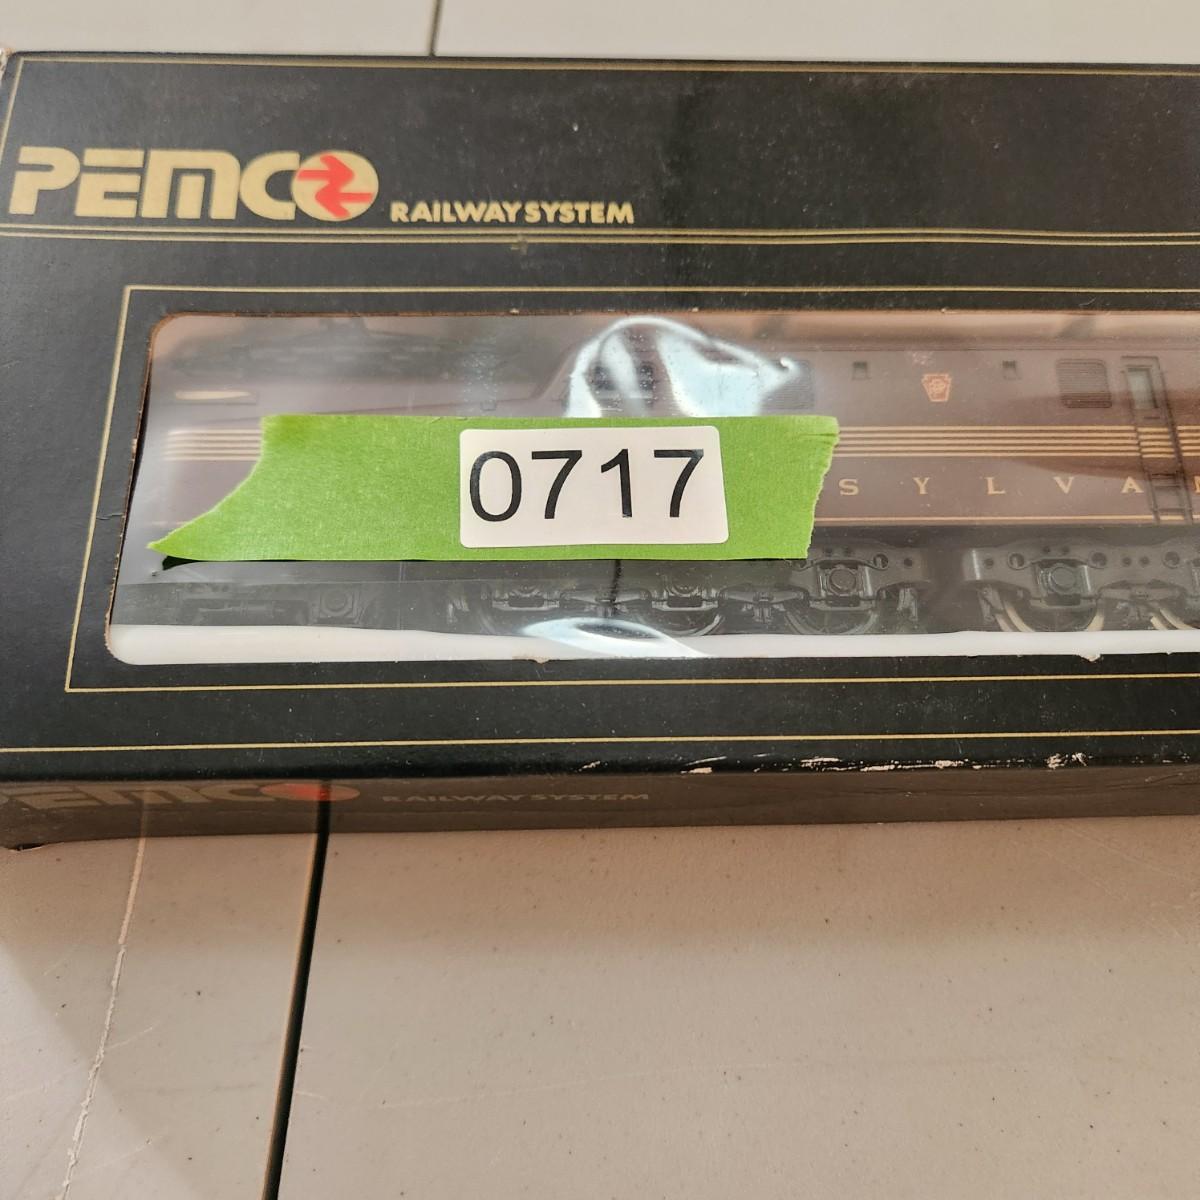 PEMCO RAILWAY SYSTEM
0717
SYLVA
PEMCO RAILWAY SYSTEM